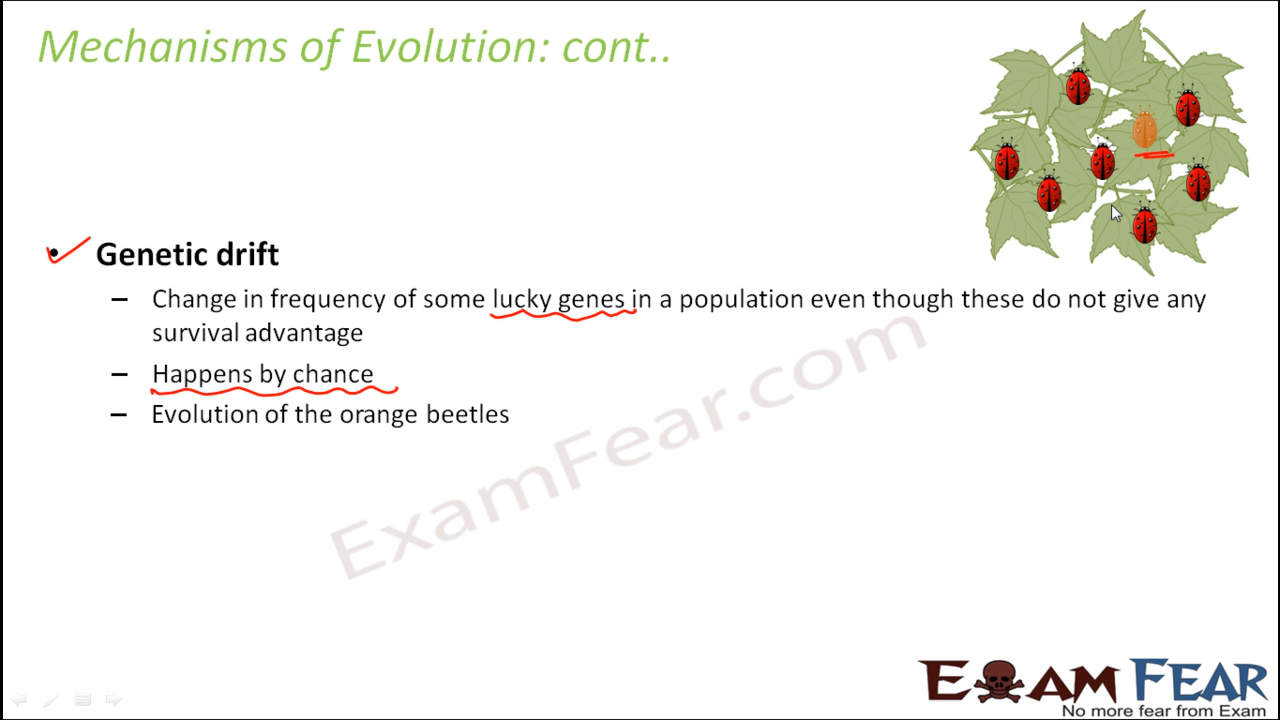 Mechanisms of Evolution: cont..
• Genetic drift
– Change in frequency of some lucky genes in a population even though these do not give any
survival advantage
– Happens by chance
– Evolution of the orange beetles
ExamFear.com
EXAM FEAR
No more fear from Exam